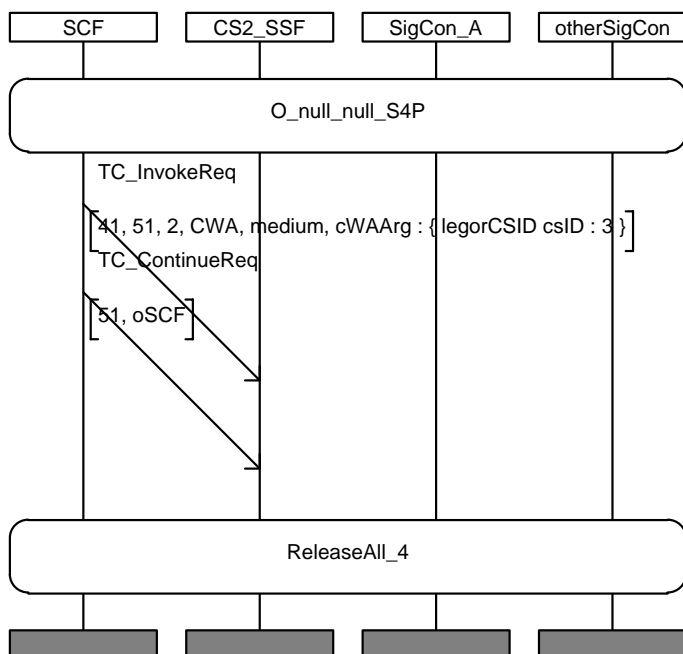 SCF CS2_SSF SigCon_A otherSigCon
O_null_null_S4P
TC_InvokeReq
41, 51, 2, CWA, medium, cWAArg : { legorCSID csID : 3 }
TC_ContinueReq
51, oSCF
ReleaseAll_4